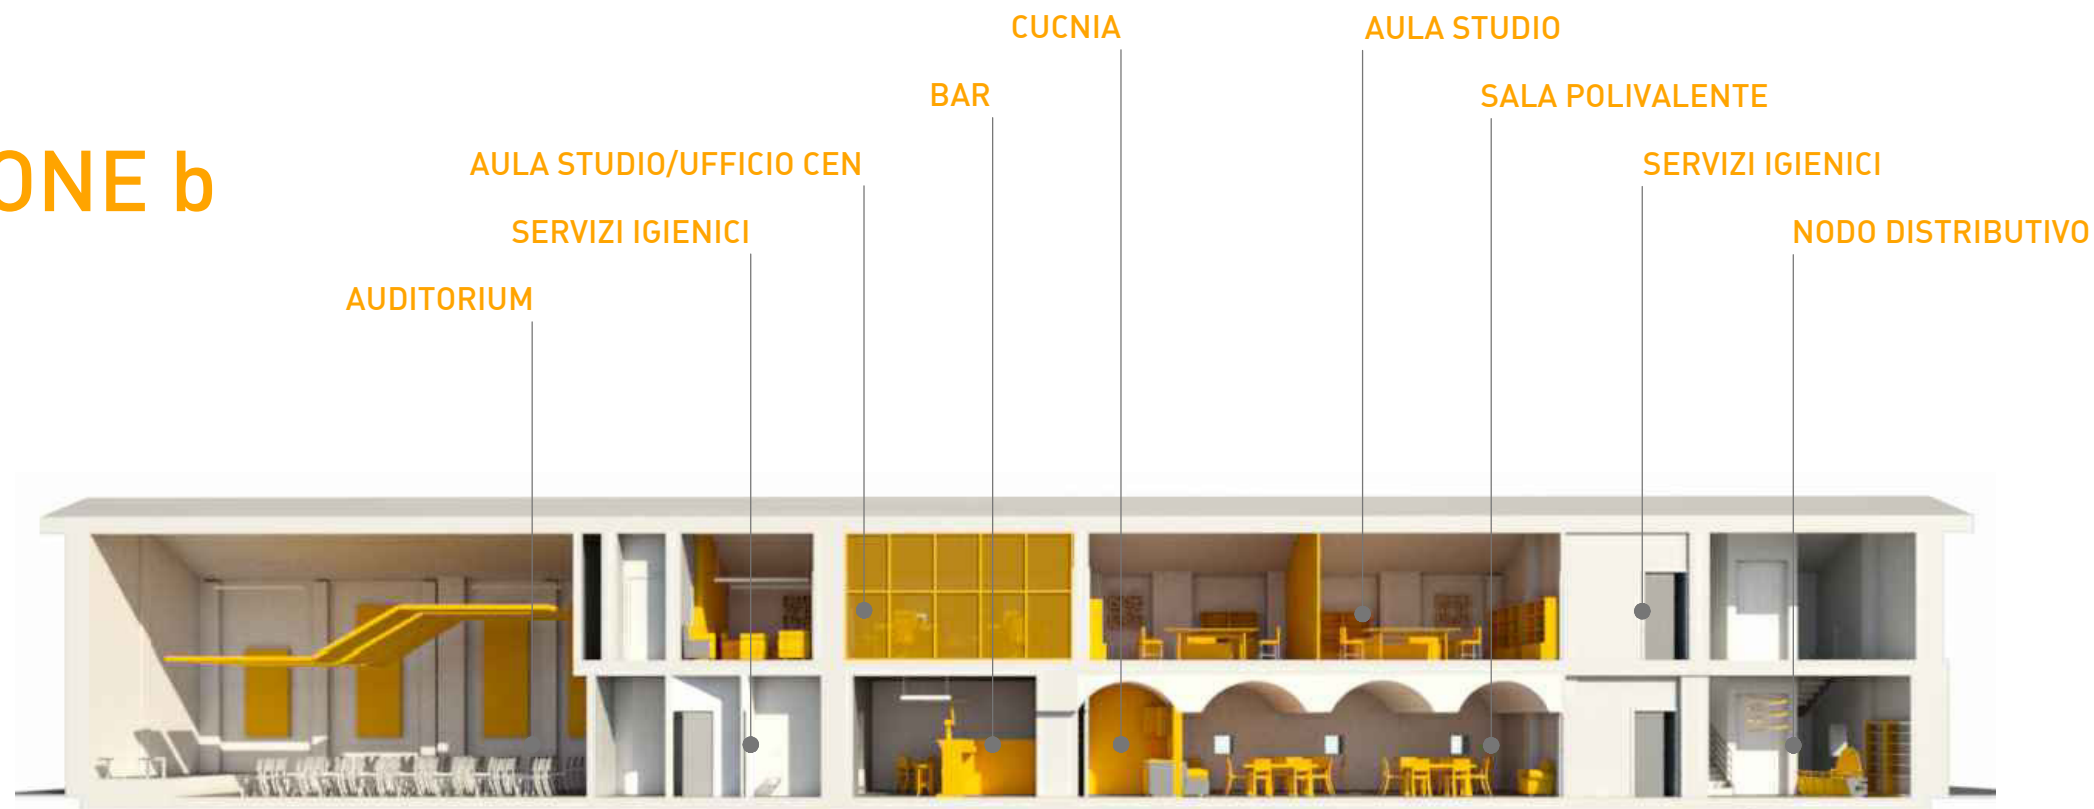 CUCNIA
AULA STUDIO
BAR
SALA POLIVALENTE
ONE b
AULA STUDIO/UFFICIO CEN
SERVIZI IGIENICI
SERVIZI IGIENICI
NODO DISTRIBUTIVO
AUDITORIUM